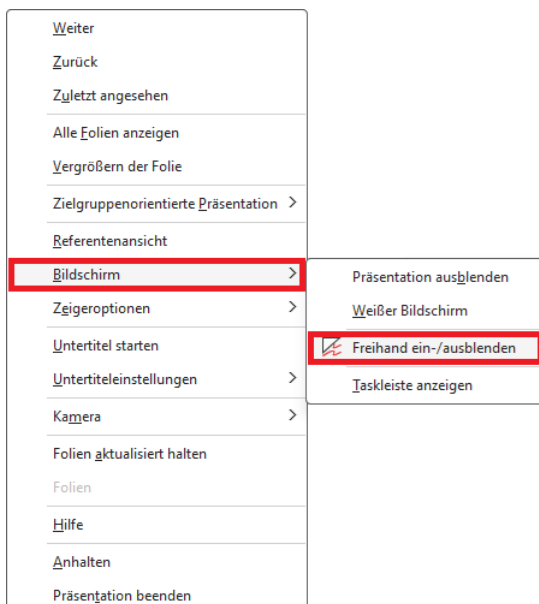 Weiter
Zurück
Zuletzt angesehen
Alle Folien anzeigen
Vergrößern der Folie
Zielgruppenorientierte Präsentation
Referentenansicht
Bildschirm
Zeigeroptionen
Untertitel starten
Untertiteleinstellungen
Kamera
Folien aktualisiert halten
Folien
Hilfe
Anhalten
Präsentation beenden
Präsentation ausblenden
Weißer Bildschirm
Freihand ein-/ausblenden
Taskleiste anzeigen